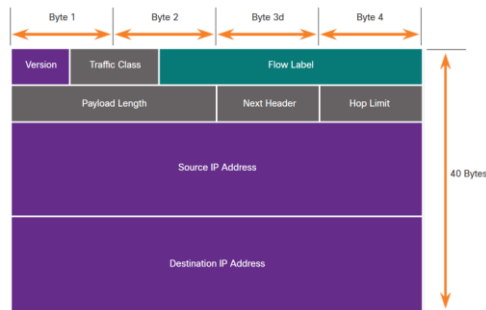 Byte 1 Byte 2 Byte 3d Byte 4
Version Traffic Class Flow Label
Payload Length Next Header Hop Limit
Source IP Address
40 Bytes
Destination IP Address